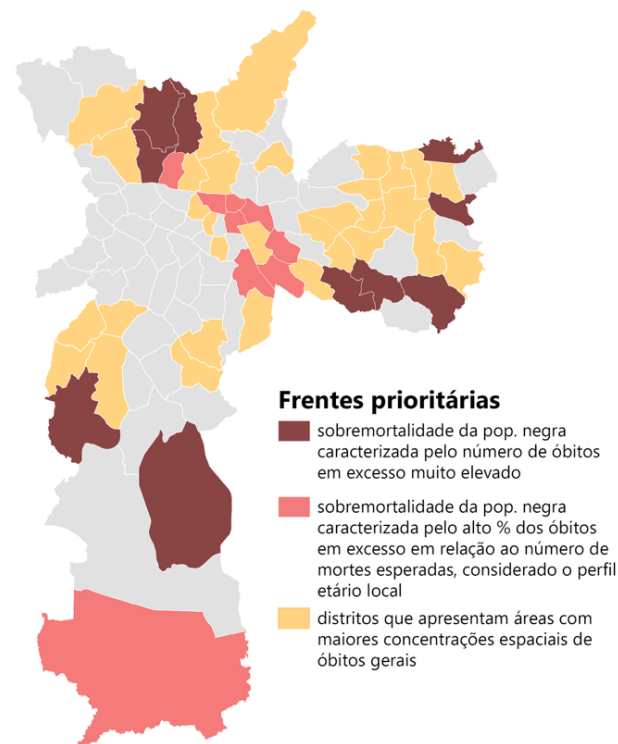 Frentes prioritárias
sobremortalidade da pop. negra
caracterizada pelo número de óbitos
em excesso muito elevado
sobremortalidade da pop. negra
caracterizada pelo alto % dos óbitos
em excesso em relação ao número de
mortes esperadas, considerado o perfil
etário local
distritos que apresentam áreas com
maiores concentrações espaciais de
óbitos gerais